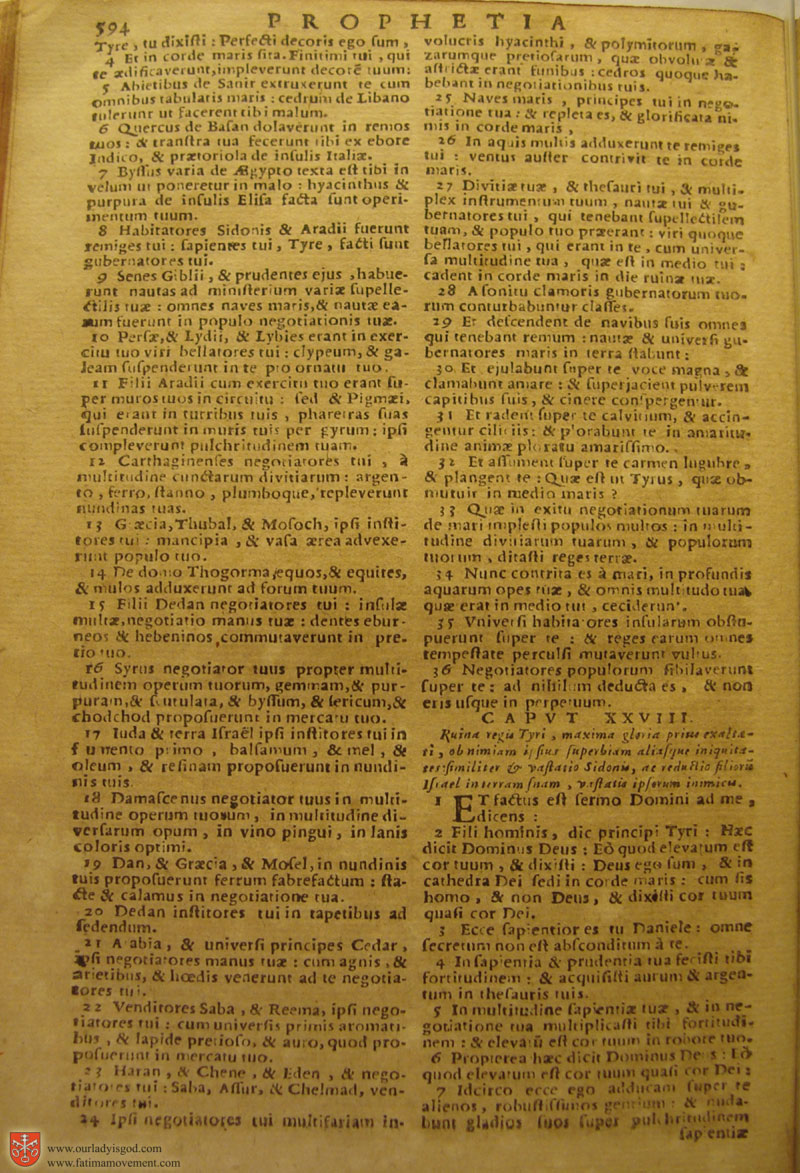 594
PROPHETIA
Tyre, tu dixiſti : Perfecti decoris ego ſum,
4 Et in corde maris ſita. Finitimi tui, qui
te ædificaverunt, impleverunt decorē tuum:
5 Abietibus de Sanir extruxerunt te cum
omnibus tabulatis maris : cedrum de Libano
tulerunt ut facerent tibi malum.
6 Quercus de Baſan dolaverunt in remos
tuos : & tranſtra tua fecerunt tibi ex ebore
Indico, & prætoriola de inſulis Italiæ.
7 Byſſus varia de Ægypto texta eſt tibi in
velum ut poneretur in malo : hyacinthus &
purpura de inſulis Eliſa facta ſunt operi-
mentum tuum.
8 Habitatores Sidonis & Aradii fuerunt
remiges tui : ſapientes tui, Tyre, facti ſunt
gubernatores tui.
9 Senes Giblii, & prudentes ejus, habue-
runt nautas ad miniſterium variæ ſupelle-
ctilis tuæ : omnes naves maris, & nautæ ea-
rum fuerunt in populo negotiationis tuæ.
10 Perſæ, & Lydii, & Lybies erant in exer-
citu tuo viri bellatores tui : clypeum, & ga-
leam ſuſpenderunt in te pro ornatu tuo.
11 Filii Aradii cum exercitu tuo erant ſu-
per muros tuos in circuitu : ſed & Pigmæi,
qui erant in turribus tuis, pharetras ſuas
ſuſpenderunt in muris tuis per gyrum : ipſi
compleverunt pulchritudinem tuam.
12 Carthaginenſes negotiatores tui, à
multitudine cunctarum divitiarum : argen-
to, ferro, ſtanno, plumboque, repleverunt
nundinas tuas.
13 Græcia, Thubal, & Moſoch, ipſi inſti-
tores tui : mancipia, & vaſa ærea advexe-
runt populo tuo.
14 De domo Thogorma, equos, & equites,
& mulos adduxerunt ad forum tuum.
15 Filii Dedan negotiatores tui : inſulæ
multæ, negotiatio manus tuæ : dentes ebur-
neos & hebeninos, commutaverunt in pre-
tio tuo.
16 Syrus negotiator tuus propter multi-
tudinem operum tuorum, gemmam, & pur-
puram, & ſcutulata, & byſſum, & ſericum, &
chodchod propoſuerunt in mercatu tuo.
17 Iuda & terra Iſraël ipſi inſtitores tui in
frumento primo, balſamum, & mel, &
oleum, & reſinam propoſuerunt in nundi-
nis tuis.
18 Damaſcenus negotiator tuus in multi-
tudine operum tuorum, in multitudine di-
verſarum opum, in vino pingui, in lanis
coloris optimi.
19 Dan, & Græcia, & Moſel, in nundinis
tuis propoſuerunt ferrum fabrefactum : ſta-
cte & calamus in negotiatione tua.
20 Dedan inſtitores tui in tapetibus ad
ſedendum.
21 Arabia, & univerſi principes Cedar,
ipſi negotiatores manus tuæ : cum agnis, &
arietibus, & hœdis venerunt ad te negotia-
tores tui.
22 Venditores Saba, & Reema, ipſi nego-
tiatores tui : cum univerſis primis aromati-
bus, & lapide pretioſo, & auro, quod pro-
poſuerunt in mercatu tuo.
23 Haran, & Chene, & Eden, & nego-
tiatores tui : Saba, Aſſur, & Chelmad, ven-
ditores tui.
24 Ipſi negotiatores tui multifariam in-
volucris hyacinthi, & polymitorum, ga-
zarumque pretioſarum, quæ obvolutæ &
aſtrictæ erant funibus : cedros quoque ha-
bebant in negotiationibus tuis.
25 Naves maris, principes tui in nego-
tiatione tua : & repleta es, & glorificata ni-
mis in corde maris,
26 In aquis multis adduxerunt te remiges
tui : ventus auſter contrivit te in corde
maris.
27 Divitiæ tuæ, & theſauri tui, & multi-
plex inſtrumentum tuum, nautæ tui & gu-
bernatores tui, qui tenebant ſupellectilem
tuam, & populo tuo præerant : viri quoque
bellatores tui, qui erant in te, cum univer-
ſa multitudine tua, quæ eſt in medio tui :
cadent in corde maris in die ruinæ tuæ.
28 A ſonitu clamoris gubernatorum tuo-
rum conturbabuntur claſſes.
29 Et deſcendent de navibus ſuis omnes
qui tenebant remum : nautæ & univerſi gu-
bernatores maris in terra ſtabunt :
30 Et ejulabunt ſuper te voce magna, &
clamabunt amare : & ſuperjacient pulverem
capitibus ſuis, & cinere conſpergentur.
31 Et radent ſuper te calvitium, & accin-
gentur ciliciis : & plorabunt te in amaritu-
dine animæ ploratu amariſſimo.
32 Et aſſument ſuper te carmen lugubre,
& plangent te : Quæ eſt ut Tyrus, quæ ob-
mutuit in medio maris ?
33 Quæ in exitu negotiationum tuarum
de mari impleſti populos multos : in multi-
tudine divitiarum tuarum, & populorum
tuorum, ditaſti reges terræ.
34 Nunc contrita es à mari, in profundis
aquarum opes tuæ, & omnis multitudo tua
quæ erat in medio tui, ceciderunt.
35 Vniverſi habitatores inſularum obſtu-
puerunt ſuper te : & reges earum omnes
tempeſtate perculſi mutaverunt vultus.
36 Negotiatores populorum ſibilaverunt
ſuper te : ad nihilum deducta es, & non
eris uſque in perpetuum.
CAPVT XXVIII.
Ruina regis Tyri, maxima gloria prius exalta-
ti, ob nimiam ipſius ſuperbiam aliaſque iniquita-
tes : ſimiliter & vaſtatio Sidonis, ac reductio filiorū
Iſrael in terram ſuam, vaſtatis ipſorum inimicis.
1 ET factus eſt ſermo Domini ad me,
dicens :
2 Fili hominis, dic principi Tyri : Hæc
dicit Dominus Deus : Eò quod elevatum eſt
cor tuum, & dixiſti : Deus ego ſum, & in
cathedra Dei ſedi in corde maris : cum ſis
homo, & non Deus, & dixiſti cor tuum
quaſi cor Dei.
3 Ecce ſapientior es tu Daniele : omne
ſecretum non eſt abſconditum à te.
4 In ſapientia & prudentia tua feciſti tibi
fortitudinem : & acquiſiſti aurum & argen-
tum in theſauris tuis.
5 In multitudine ſapientiæ tuæ, & in ne-
gotiatione tua multiplicaſti tibi fortitudi-
nem : & elevatū eſt cor tuum in robore tuo.
6 Propterea hæc dicit Dominus Deus : Eò
quod elevatum eſt cor tuum quaſi cor Dei :
7 Idcirco ecce ego adducam ſuper te
alienos, robuſtiſſimos gentium : & nuda-
bunt gladios ſuos ſuper pulchritudinem
ſapientiæ
www.ourladyisgod.com
www.fatimamovement.com